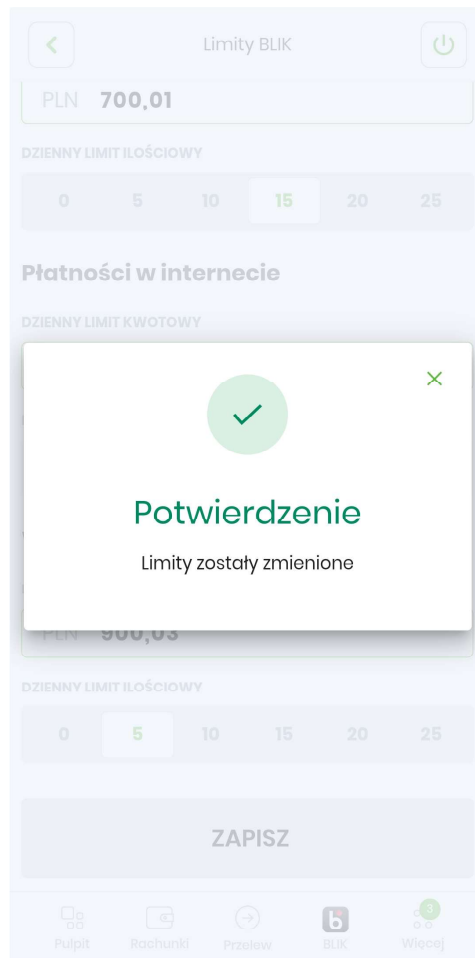 Limity BLIK
PLN 700,01
DZIENNY LIMIT ILOŚCIOWY
0 5 10 15 20 25
Płatności w internecie
DZIENNY LIMIT KWOTOWY
Potwierdzenie
Limity zostały zmienione
PLN 900,03
DZIENNY LIMIT ILOŚCIOWY
0 5 10 15 20 25
ZAPISZ
3
Pulpit Rachunki Przelew BLIK Więcej